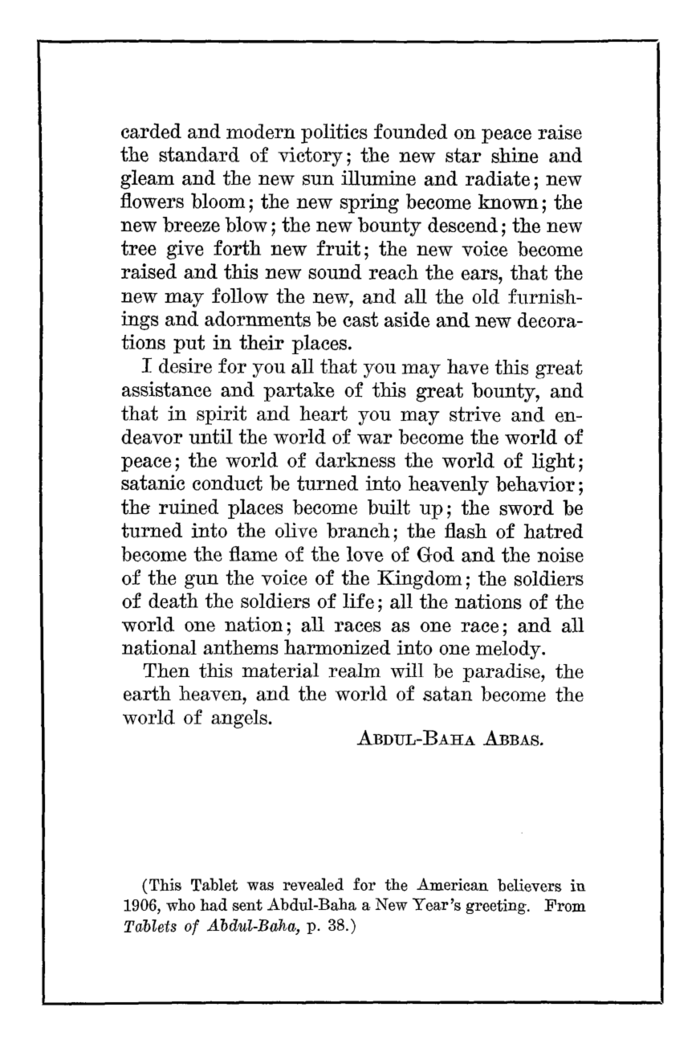 carded and modern politics founded on peace raise
the standard of victory; the new star shine and
gleam and the new sun illumine and radiate; new
flowers bloom; the new spring become known; the
new breeze blow; the new bounty descend; the new
tree give forth new fruit; the new voice become
raised and this new sound reach the ears, that the
new may follow the new, and all the old furnish-
ings and adornments be cast aside and new decora-
tions put in their places.
I desire for you all that you may have this great
assistance and partake of this great bounty, and
that in spirit and heart you may strive and en-
deavor until the world of war become the world of
peace; the world of darkness the world of light;
satanic conduct be turned into heavenly behavior;
the ruined places become built up; the sword be
turned into the olive branch; the flash of hatred
become the flame of the love of God and the noise
of the gun the voice of the Kingdom; the soldiers
of death the soldiers of life; all the nations of the
world one nation; all races as one race; and all
national anthems harmonized into one melody.
Then this material realm will be paradise, the
earth heaven, and the world of satan become the
world of angels.
ABDUL-BAHA ABBAS.
(This Tablet was revealed for the American believers in
1906, who had sent Abdul-Baha a New Year's greeting. From
Tablets of Abdul-Baha, p. 38.)